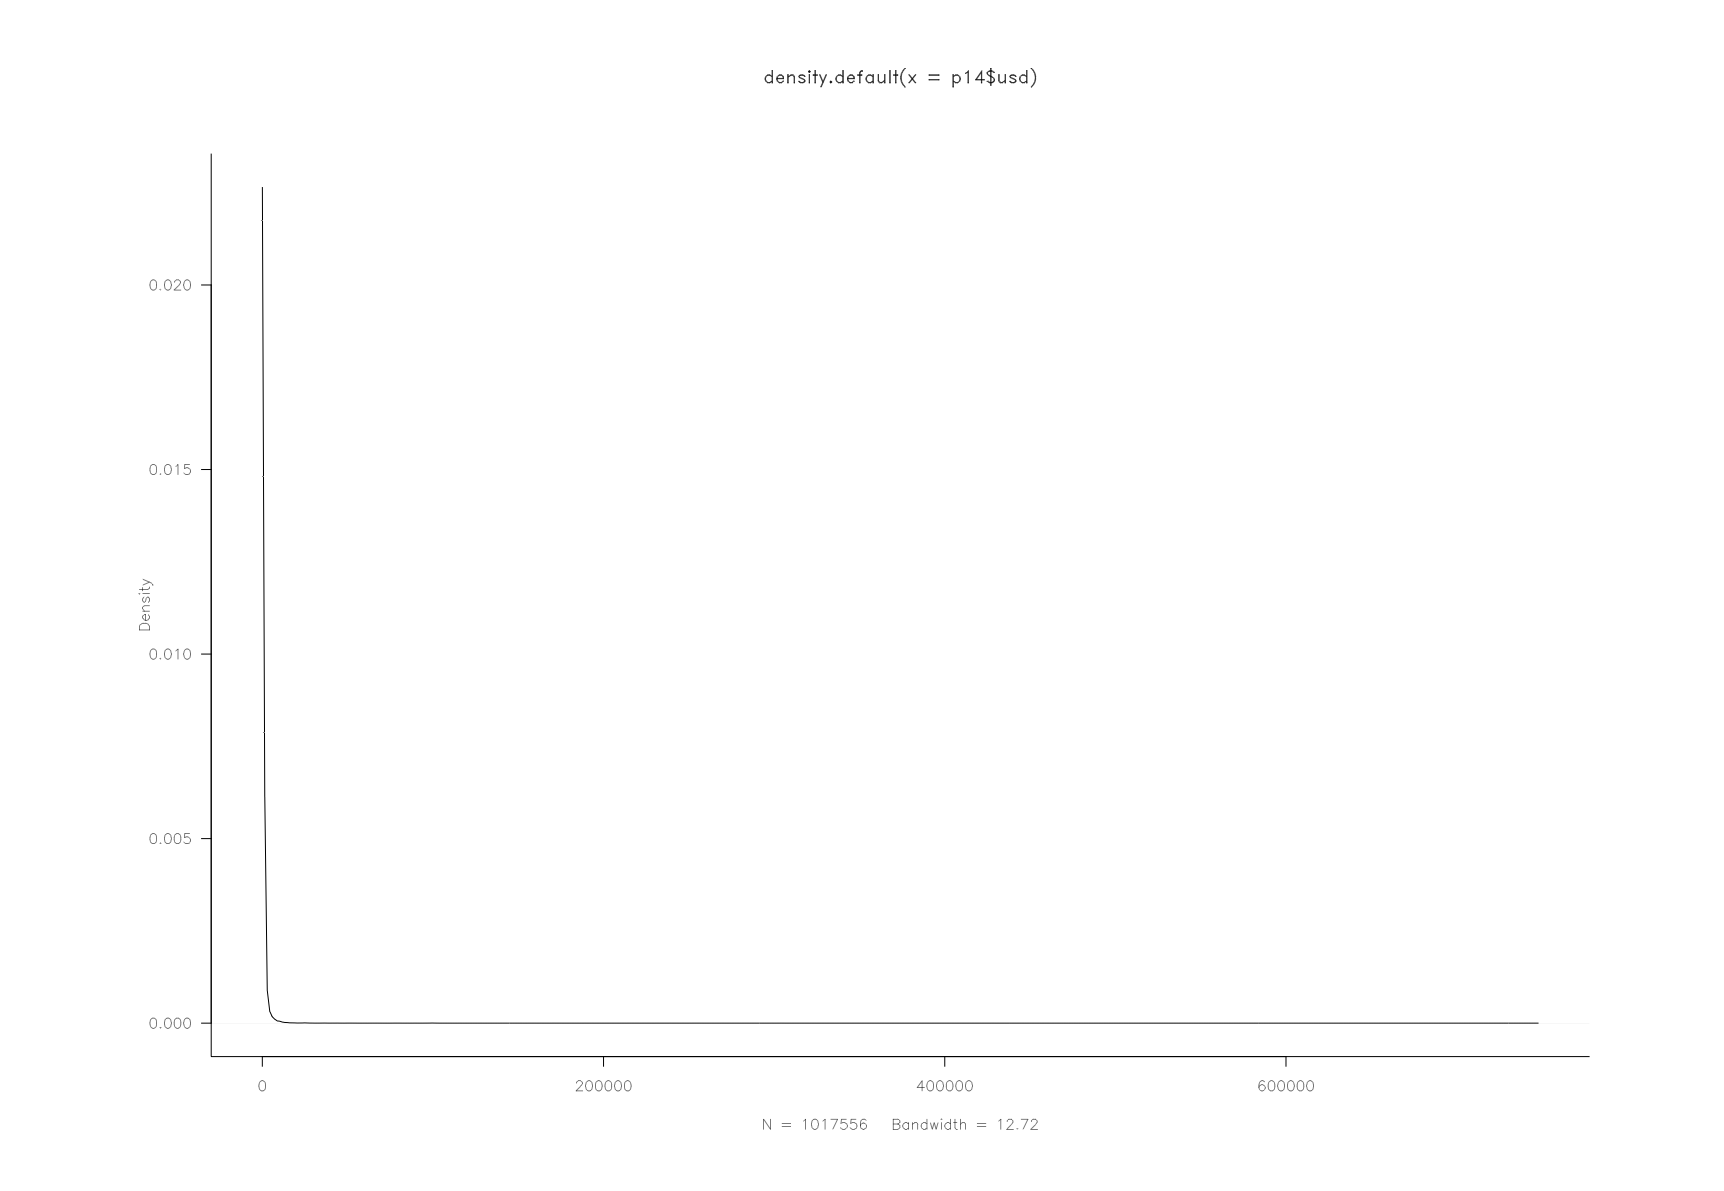 density.default(x = p14$usd)
0.020
0.015
0.010
0.005
0.000
Density
0 200000 400000 600000
N = 1017556 Bandwidth = 12.72